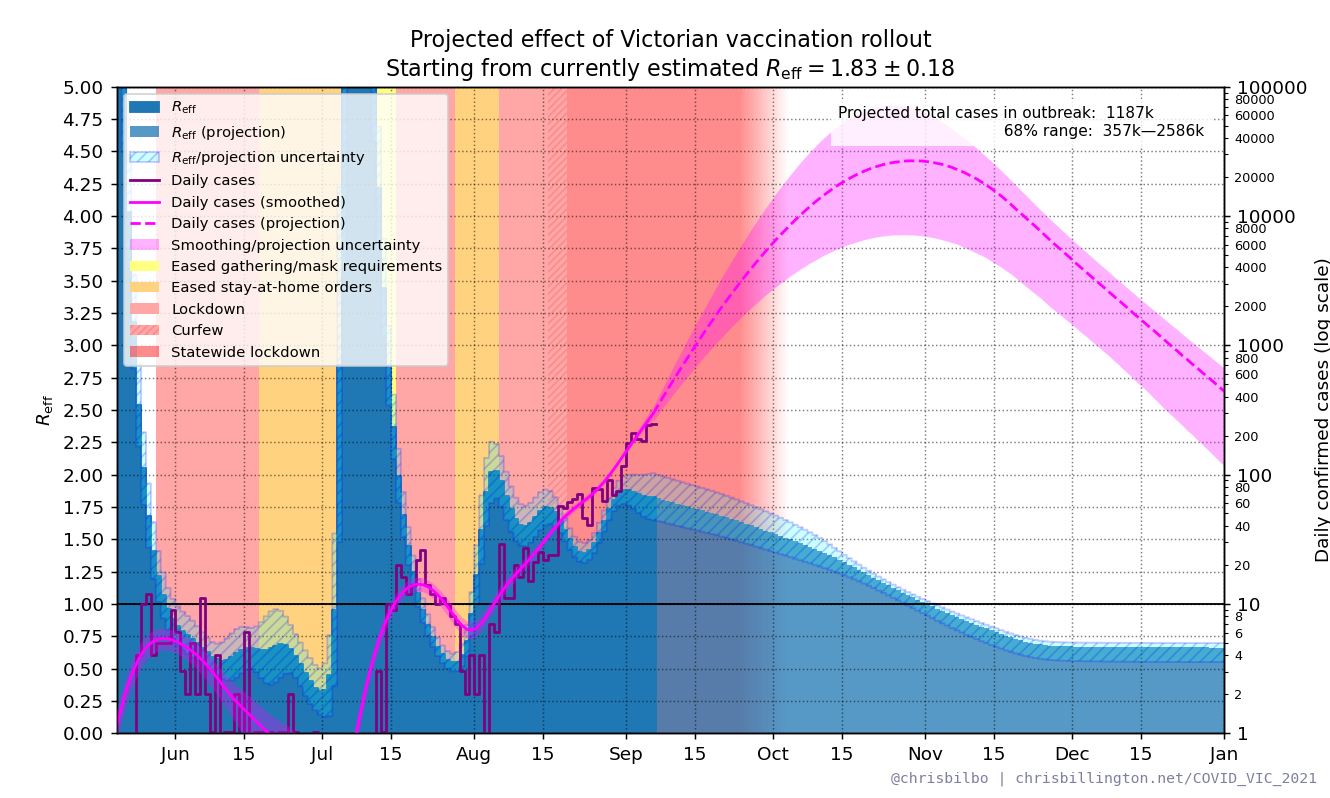 Projected effect of Victorian vaccination rollout
Starting from currently estimated R_eff = 1.83 ± 0.18
Projected total cases in outbreak: 1187k
68% range: 357k—2586k
R_eff
R_eff (projection)
R_eff/projection uncertainty
Daily cases
Daily cases (smoothed)
Daily cases (projection)
Smoothing/projection uncertainty
Eased gathering/mask requirements
Eased stay-at-home orders
Lockdown
Curfew
Statewide lockdown
R_eff
5.00
4.75
4.50
4.25
4.00
3.75
3.50
3.25
3.00
2.75
2.50
2.25
2.00
1.75
1.50
1.25
1.00
0.75
0.50
0.25
0.00
100000
80000
60000
40000
20000
10000
8000
6000
4000
2000
1000
800
600
400
200
100
80
60
40
20
10
8
6
4
2
1
Daily confirmed cases (log scale)
Jun 15 Jul 15 Aug 15 Sep 15 Oct 15 Nov 15 Dec 15 Jan
@chrisbilbo | chrisbillington.net/COVID_VIC_2021